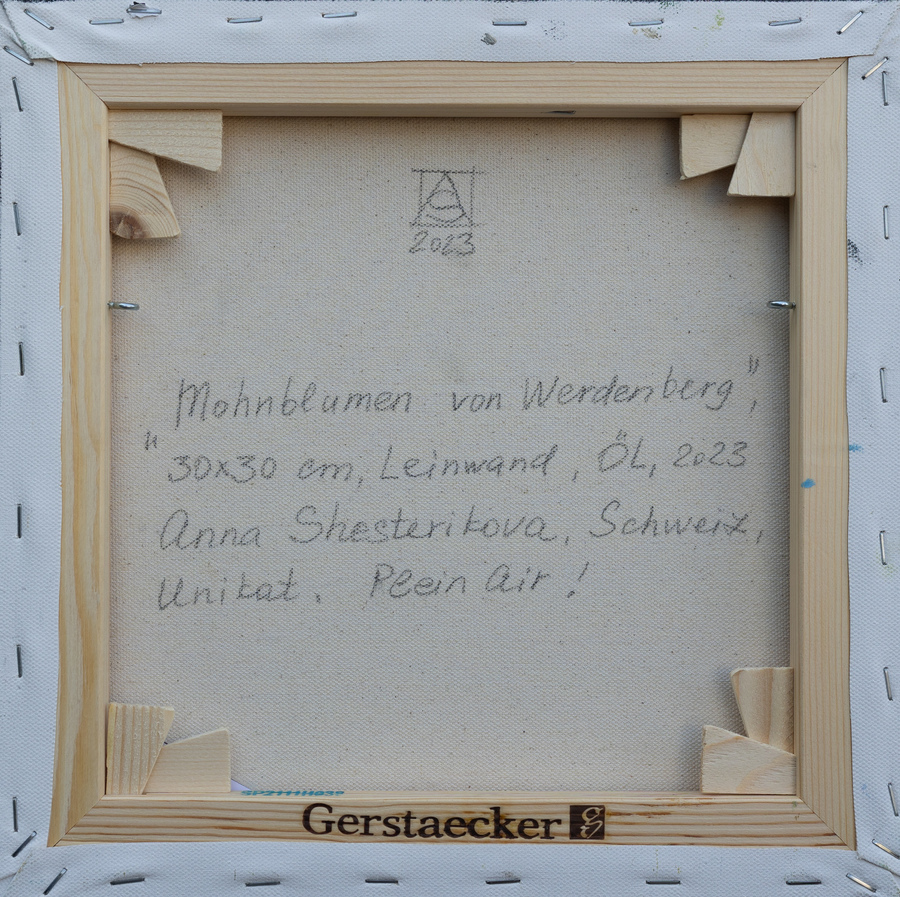 2023
"Mohnblumen von Werdenberg",
30x30 cm, Leinwand, ÖL, 2023
Anna Shesterikova, Schweiz,
Unikat. Plein Air!
Gerstaecker